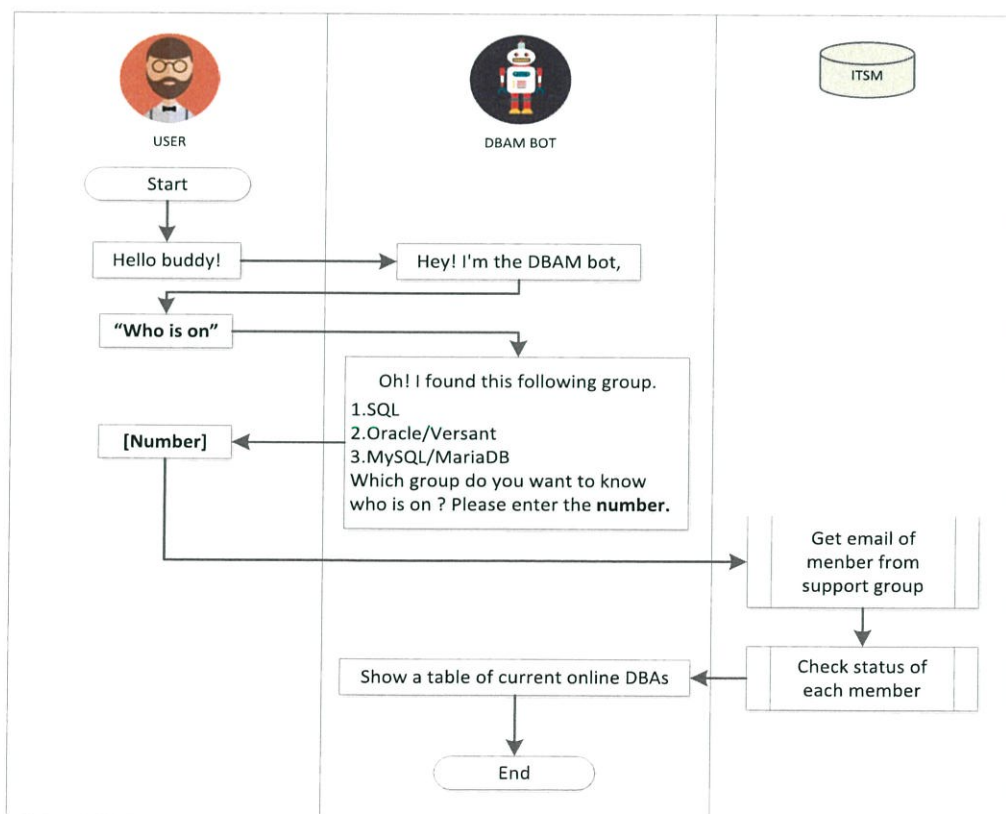 USER
DBAM BOT
ITSM
Start
Hello buddy!
Hey! I'm the DBAM bot,
“Who is on”
Oh! I found this following group.
1.SQL
2.Oracle/Versant
3.MySQL/MariaDB
Which group do you want to know
who is on ? Please enter the number.
[Number]
Get email of
menber from
support group
Check status of
each member
Show a table of current online DBAs
End